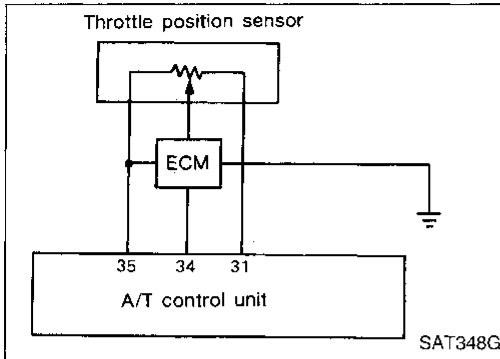 Throttle position sensor
ECM
35 34 31
A/T control unit
SAT348G